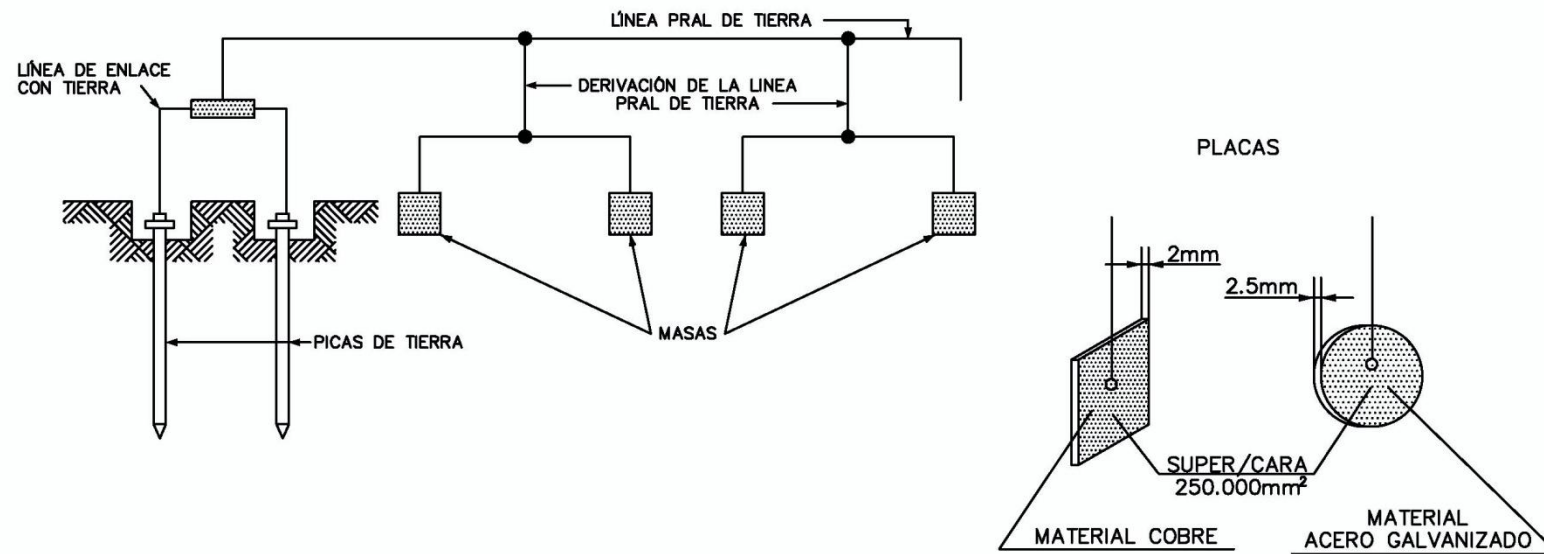 LÍNEA PRAL DE TIERRA
LÍNEA DE ENLACE
CON TIERRA
DERIVACIÓN DE LA LINEA
PRAL DE TIERRA
MASAS
PICAS DE TIERRA
PLACAS
2mm
2.5mm
SUPER/CARA
250.000mm²
MATERIAL COBRE
MATERIAL
ACERO GALVANIZADO